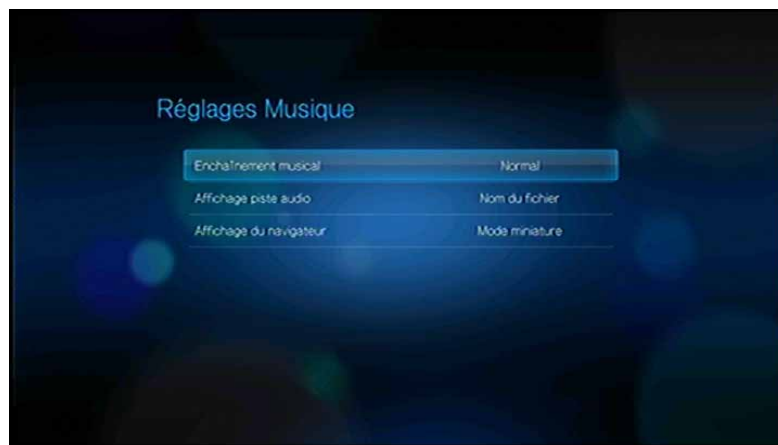 Réglages Musique
Enchaînement musical Normal
Affichage piste audio Nom du fichier
Affichage du navigateur Mode miniature